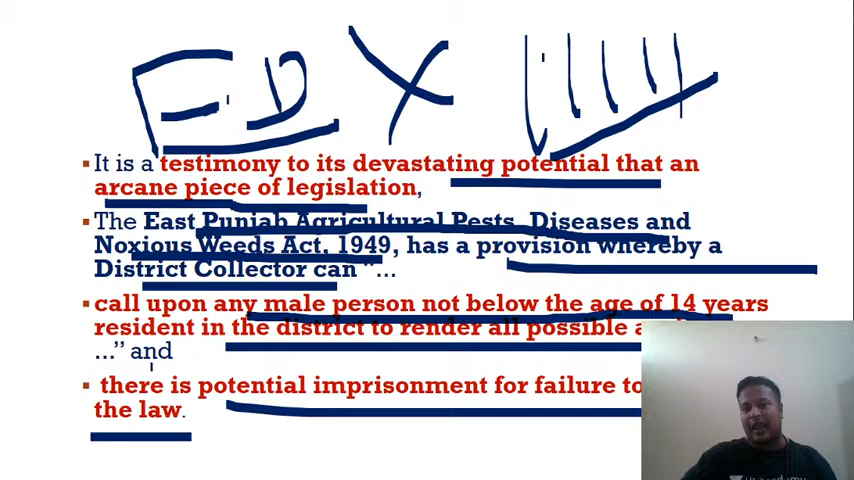 E.D X
▪It is a testimony to its devastating potential that an
arcane piece of legislation,
▪The East Punjab Agricultural Pests, Diseases and
Noxious Weeds Act, 1949, has a provision whereby a
District Collector can “...
▪call upon any male person not below the age of 14 years
resident in the district to render all possible
...” and
▪ there is potential imprisonment for failure to
the law.